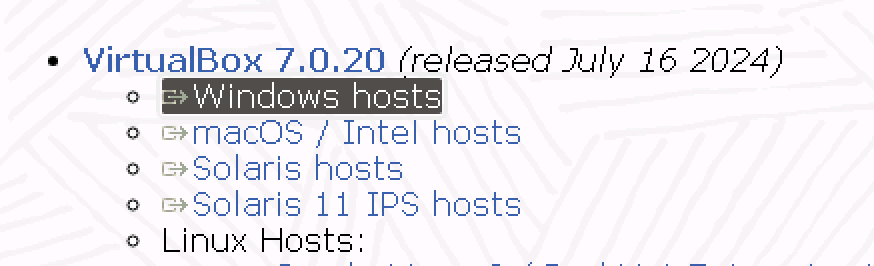 VirtualBox 7.0.20 (released July 16 2024)
Windows hosts
macOS / Intel hosts
Solaris hosts
Solaris 11 IPS hosts
Linux Hosts: